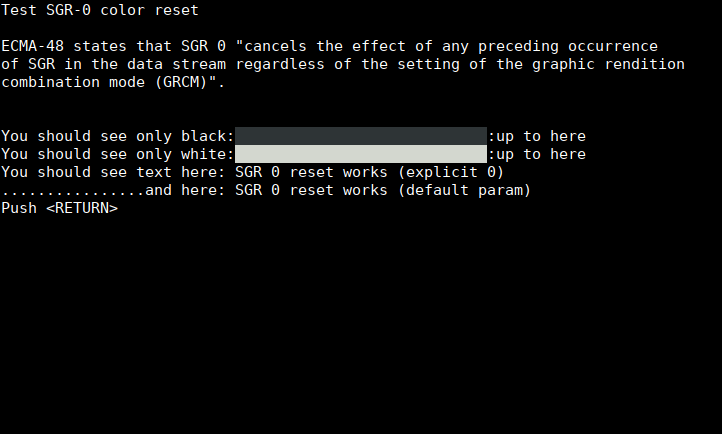 Test SGR-0 color reset
ECMA-48 states that SGR 0 "cancels the effect of any preceding occurrence
of SGR in the data stream regardless of the setting of the graphic rendition
combination mode (GRCM)".
You should see only black: :up to here
You should see only white: :up to here
You should see text here: SGR 0 reset works (explicit 0)
................and here: SGR 0 reset works (default param)
Push <RETURN>